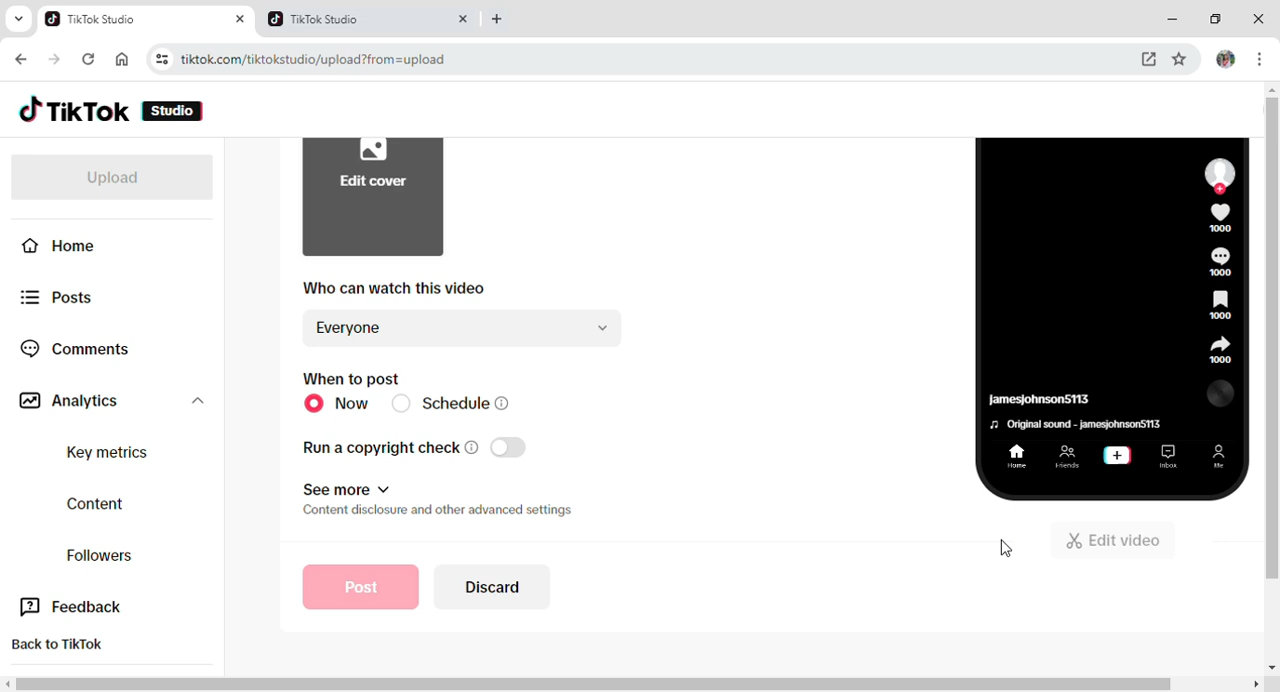 TikTok Studio
TikTok Studio
tiktok.com/tiktokstudio/upload?from=upload
TikTok Studio
Upload
Home
Posts
Comments
Analytics
Key metrics
Content
Followers
Feedback
Back to TikTok
Edit cover
Who can watch this video
Everyone
When to post
Now Schedule
Run a copyright check
See more
Content disclosure and other advanced settings
Post Discard
1000
1000
1000
1000
jamesjohnson5113
Original sound - jamesjohnson5113
Home Friends Inbox Me
Edit video